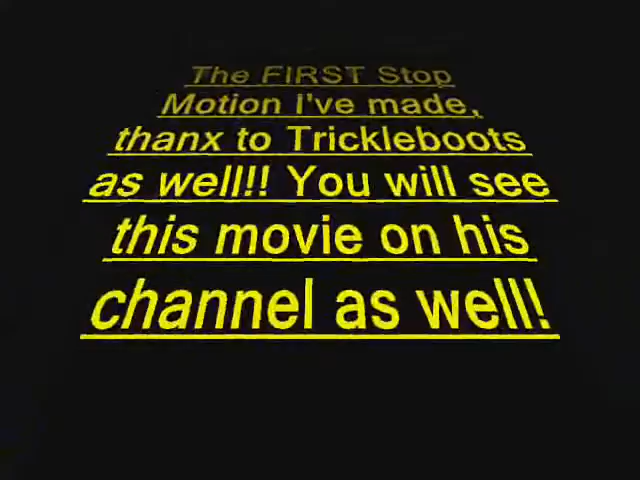 The FIRST Stop
Motion I've made,
thanx to Trickleboots
as well!! You will see
this movie on his
channel as well!